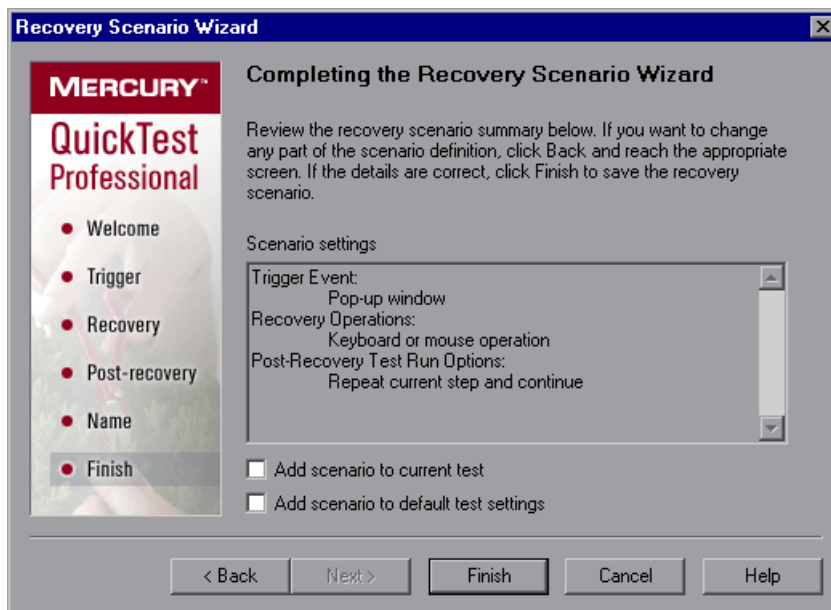 Recovery Scenario Wizard
MERCURY™
QuickTest
Professional
Welcome
Trigger
Recovery
Post-recovery
Name
Finish
Completing the Recovery Scenario Wizard
Review the recovery scenario summary below. If you want to change
any part of the scenario definition, click Back and reach the appropriate
screen. If the details are correct, click Finish to save the recovery
scenario.
Scenario settings
Trigger Event:
Pop-up window
Recovery Operations:
Keyboard or mouse operation
Post-Recovery Test Run Options:
Repeat current step and continue
Add scenario to current test
Add scenario to default test settings
< Back
Next >
Finish
Cancel
Help